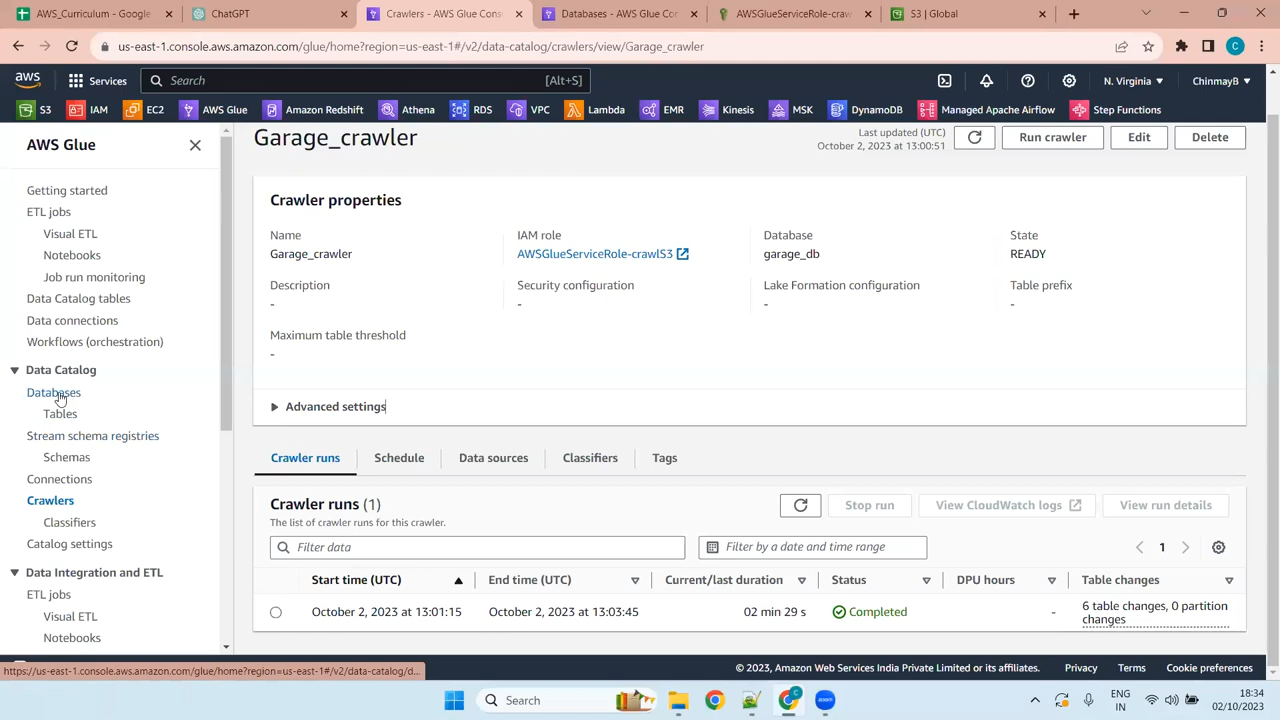 AWS_Curriculum - Google Sheets
ChatGPT
Crawlers - AWS Glue Cons
Databases - AWS Glue Con
AWSGlueServiceRole-crawl
S3 | Global
us-east-1.console.aws.amazon.com/glue/home?region=us-east-1#/v2/data-catalog/crawlers/view/Garage_crawler
C
aws
Services
Search
[Alt+S]
N. Virginia
ChinmayB
S3
IAM
EC2
AWS Glue
Amazon Redshift
Athena
RDS
VPC
Lambda
EMR
Kinesis
MSK
DynamoDB
Managed Apache Airflow
Step Functions
AWS Glue
Getting started
ETL jobs
Visual ETL
Notebooks
Job run monitoring
Data Catalog tables
Data connections
Workflows (orchestration)
Data Catalog
Databases
Tables
Stream schema registries
Schemas
Connections
Crawlers
Classifiers
Catalog settings
Data Integration and ETL
ETL jobs
Visual ETL
Notebooks
Garage_crawler
Last updated (UTC)
October 2, 2023 at 13:00:51
Run crawler
Edit
Delete
Crawler properties
Name
Garage_crawler
IAM role
AWSGlueServiceRole-crawlS3
Database
garage_db
State
READY
Description
-
Security configuration
-
Lake Formation configuration
-
Table prefix
-
Maximum table threshold
-
Advanced settings
Crawler runs
Schedule
Data sources
Classifiers
Tags
Crawler runs (1)
The list of crawler runs for this crawler.
Stop run
View CloudWatch logs
View run details
Filter data
Filter by a date and time range
1
Start time (UTC)
End time (UTC)
Current/last duration
Status
DPU hours
Table changes
October 2, 2023 at 13:01:15
October 2, 2023 at 13:03:45
02 min 29 s
Completed
-
6 table changes, 0 partition
changes
https://us-east-1.console.aws.amazon.com/glue/home?region=us-east-1#/v2/data-catalog/d...
© 2023, Amazon Web Services India Private Limited or its affiliates.
Privacy
Terms
Cookie preferences
Search
ENG
IN
18:34
02/10/2023